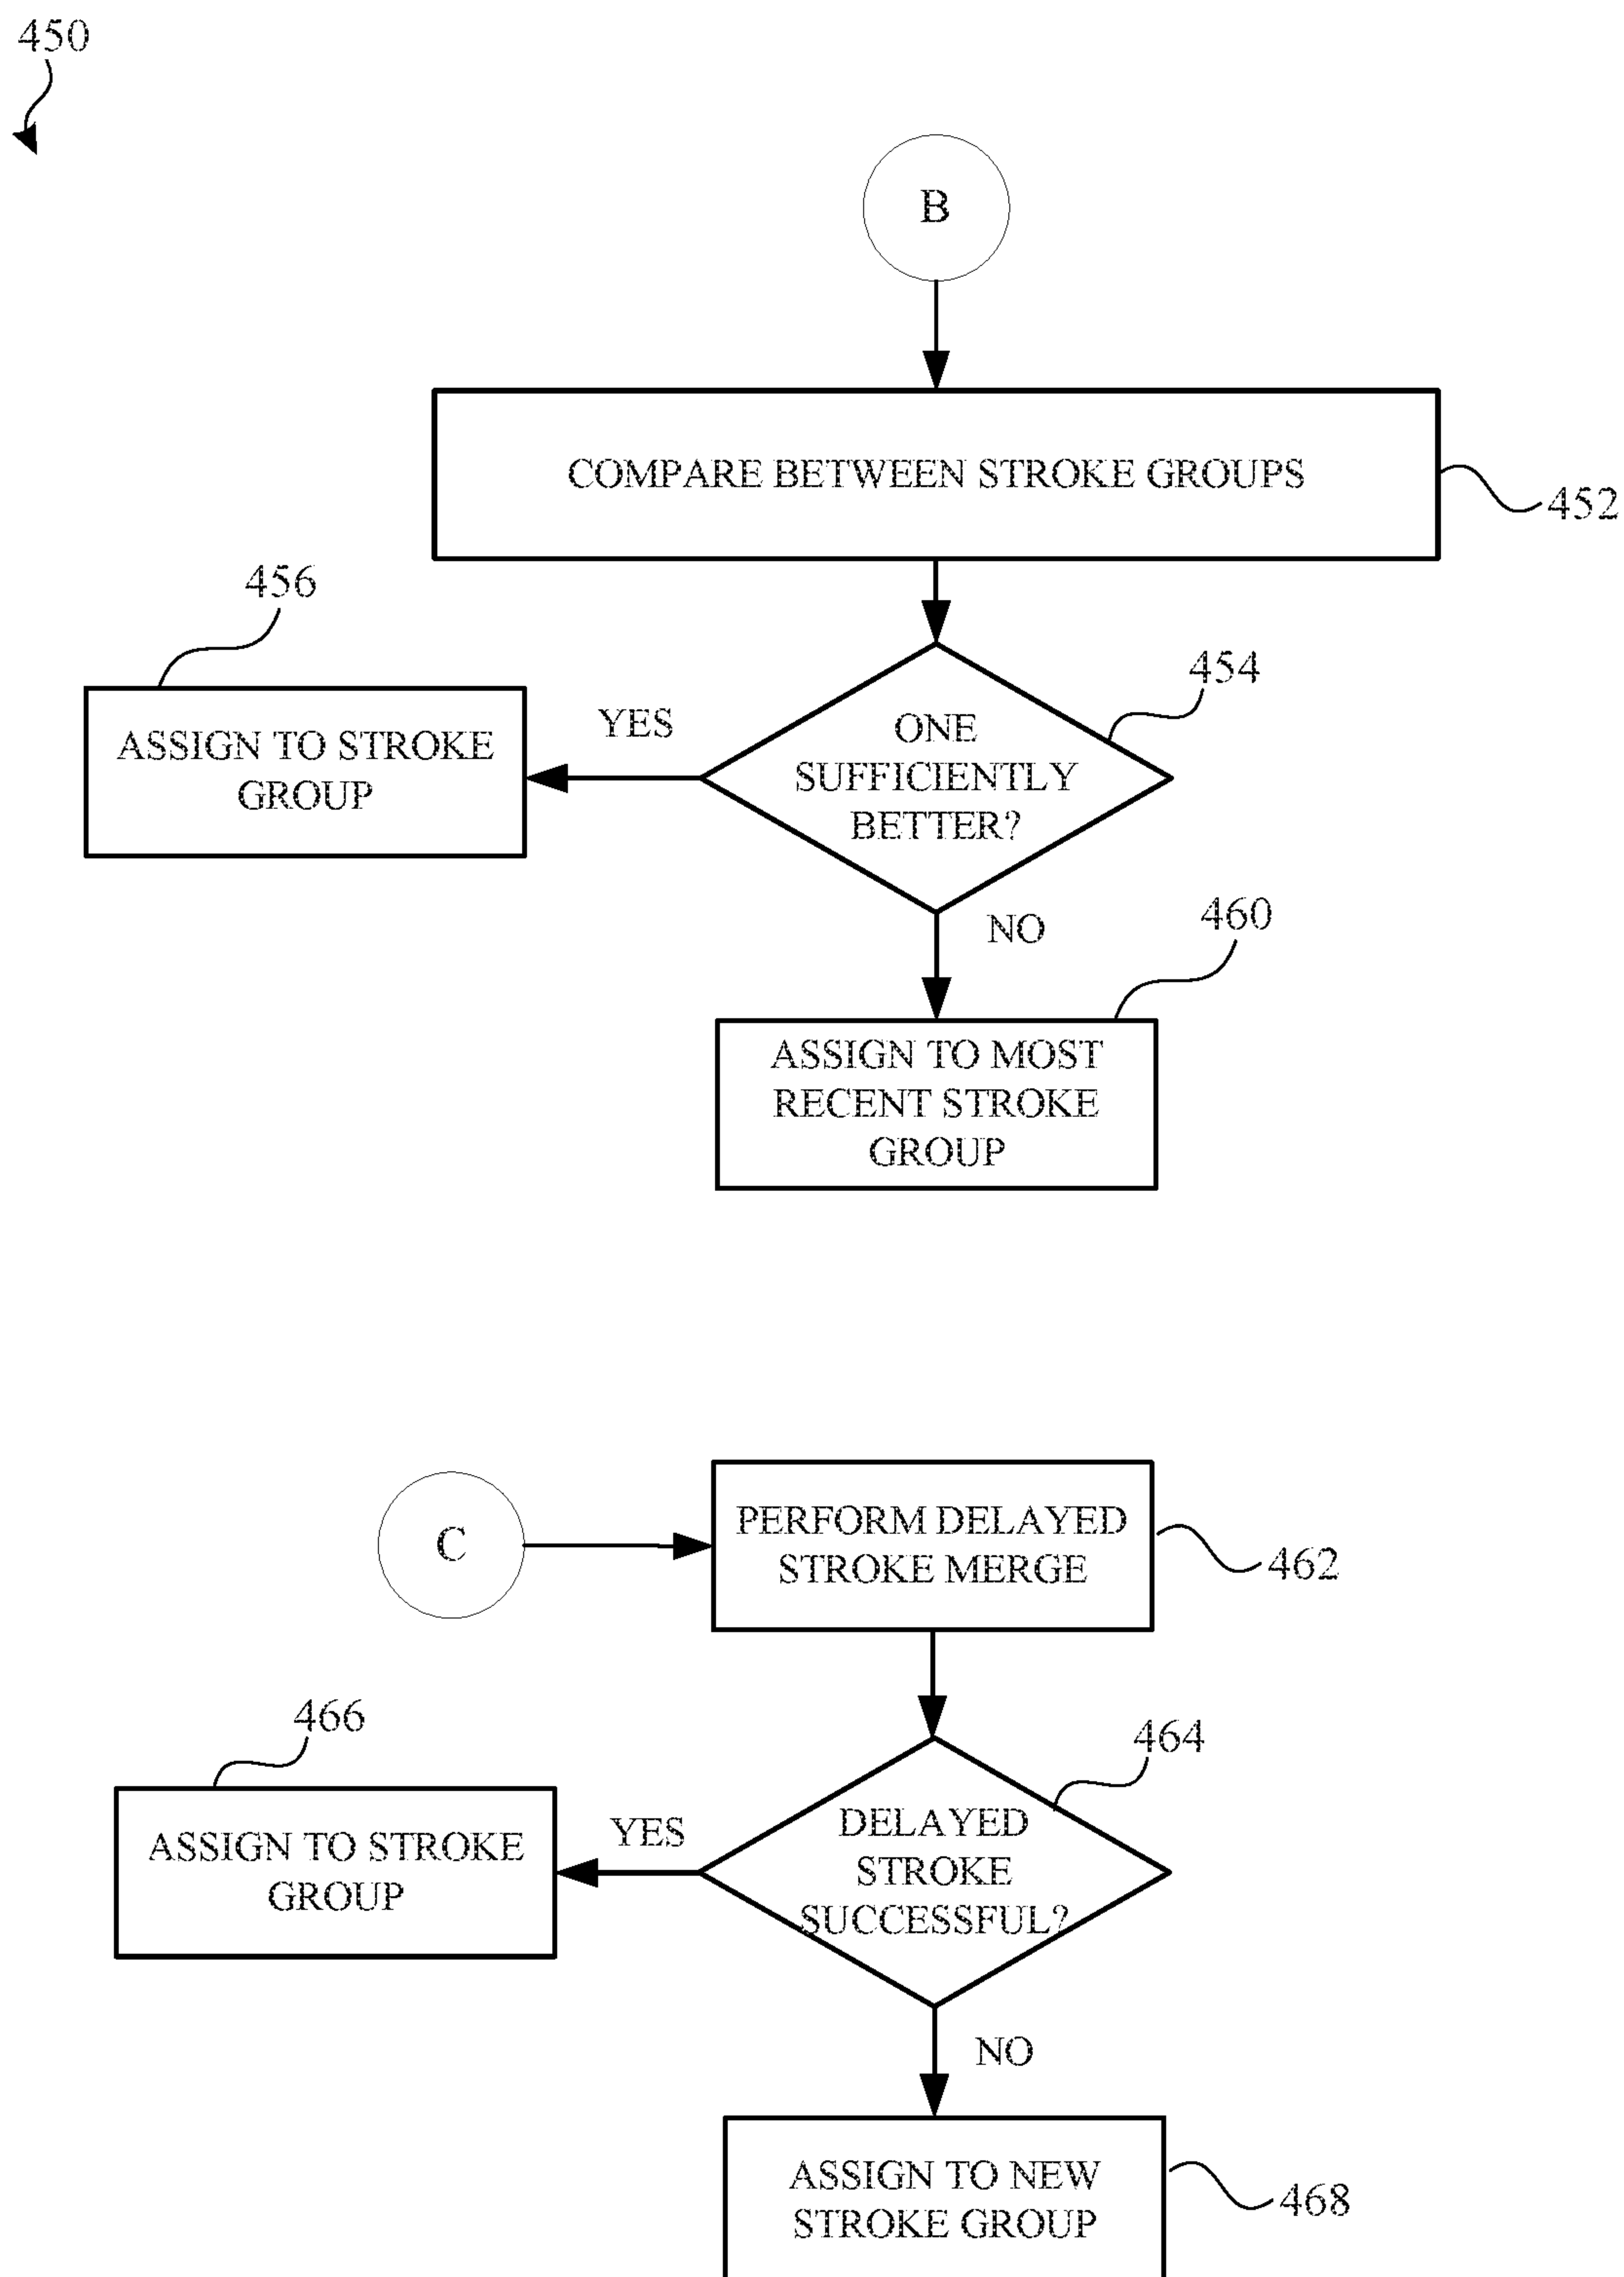 450
B
COMPARE BETWEEN STROKE GROUPS
452
456
454
ASSIGN TO STROKE
GROUP
YES
ONE
SUFFICIENTLY
BETTER?
NO
460
ASSIGN TO MOST
RECENT STROKE
GROUP
C
PERFORM DELAYED
STROKE MERGE
462
466
464
ASSIGN TO STROKE
GROUP
YES
DELAYED
STROKE
SUCCESSFUL?
NO
ASSIGN TO NEW
STROKE GROUP
468